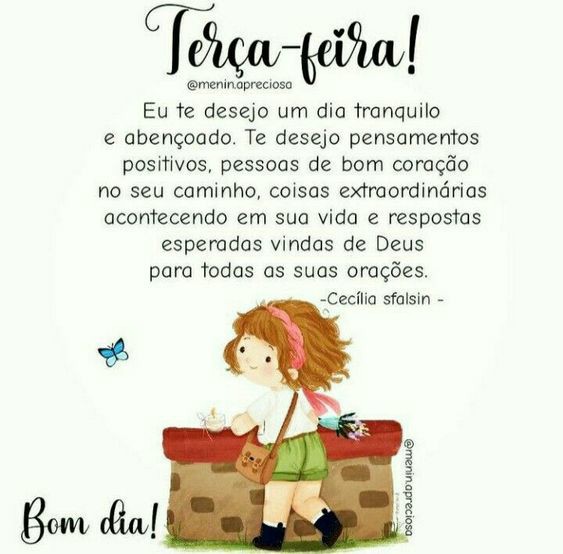 Terça-feira!
@menin.apreciosa
Eu te desejo um dia tranquilo
e abençoado. Te desejo pensamentos
positivos, pessoas de bom coração
no seu caminho, coisas extraordinárias
acontecendo em sua vida e respostas
esperadas vindas de Deus
para todas as suas orações.
-Cecília sfalsin -
@menin.apreciosa
Bom dia!